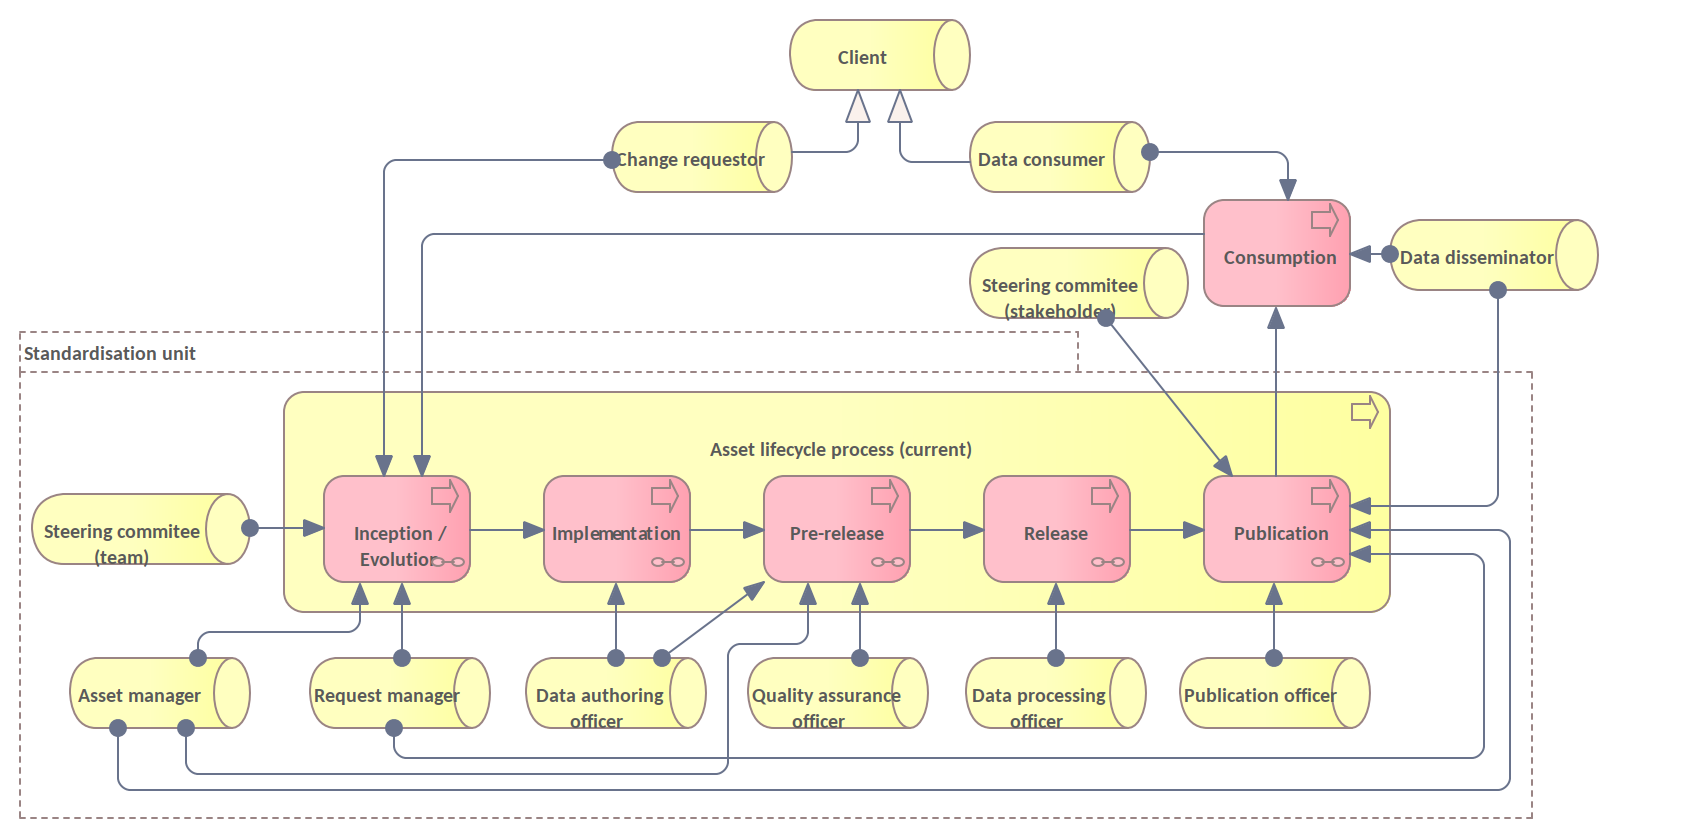 Client
Change requestor
Data consumer
Consumption
Data disseminator
Steering commitee
(stakeholder)
Standardisation unit
Asset lifecycle process (current)
Steering commitee
(team)
Inception /
Evolution
Implementation
Pre-release
Release
Publication
Asset manager
Request manager
Data authoring
officer
Quality assurance
officer
Data processing
officer
Publication officer